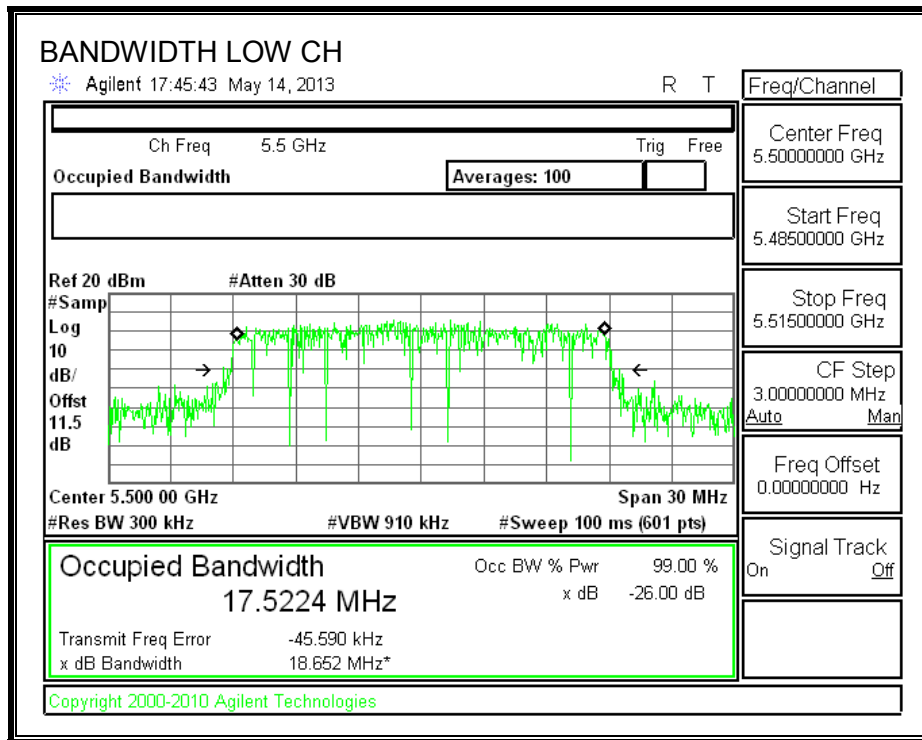 BANDWIDTH LOW CH
Agilent 17:45:43 May 14, 2013 R T
Freq/Channel
Ch Freq 5.5 GHz Trig Free
Occupied Bandwidth Averages: 100
Center Freq
5.50000000 GHz
Start Freq
5.48500000 GHz
Stop Freq
5.51500000 GHz
CF Step
3.00000000 MHz
Auto Man
Freq Offset
0.00000000 Hz
Signal Track
On Off
Ref 20 dBm #Atten 30 dB
#Samp
Log
10
dB/
Offst
11.5
dB
Center 5.500 00 GHz Span 30 MHz
#Res BW 300 kHz #VBW 910 kHz #Sweep 100 ms (601 pts)
Occupied Bandwidth Occ BW % Pwr 99.00 %
17.5224 MHz x dB -26.00 dB
Transmit Freq Error -45.590 kHz
x dB Bandwidth 18.652 MHz*
Copyright 2000-2010 Agilent Technologies